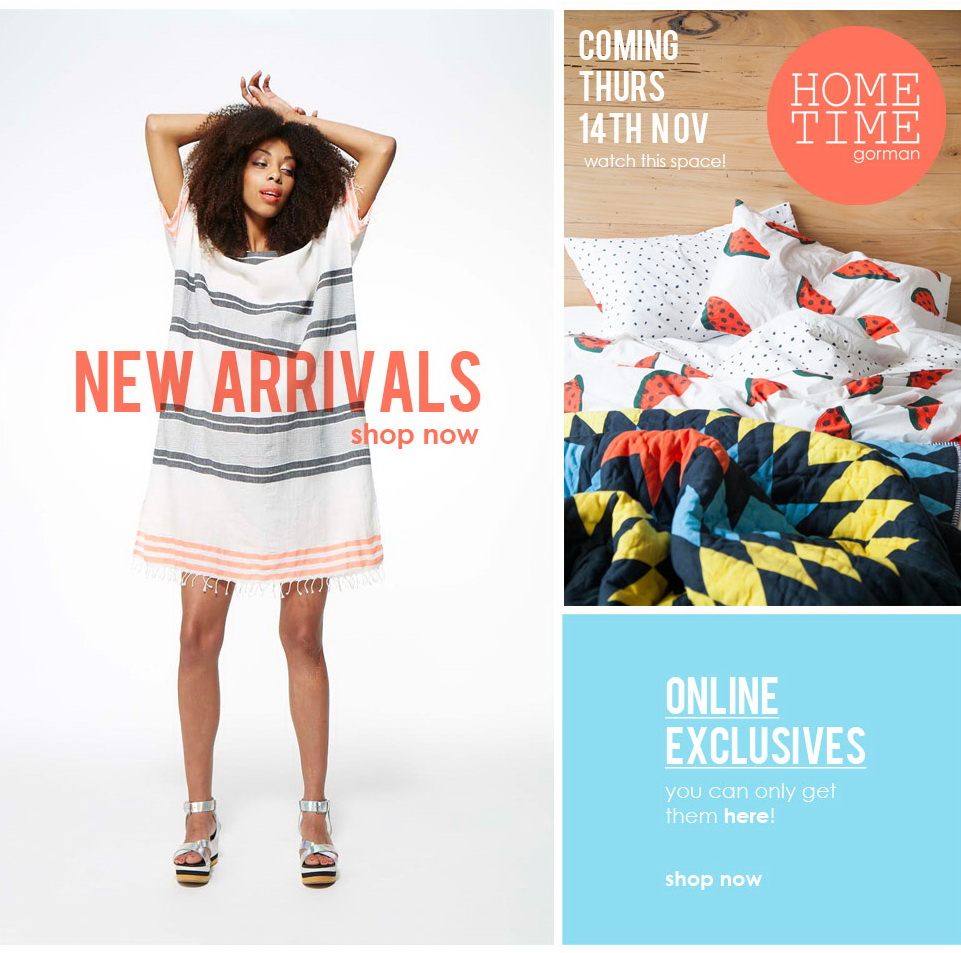 NEW ARRIVALS
shop now
COMING
THURS
14TH NOV
watch this space!
HOME
TIME
gorman
ONLINE
EXCLUSIVES
you can only get
them here!
shop now